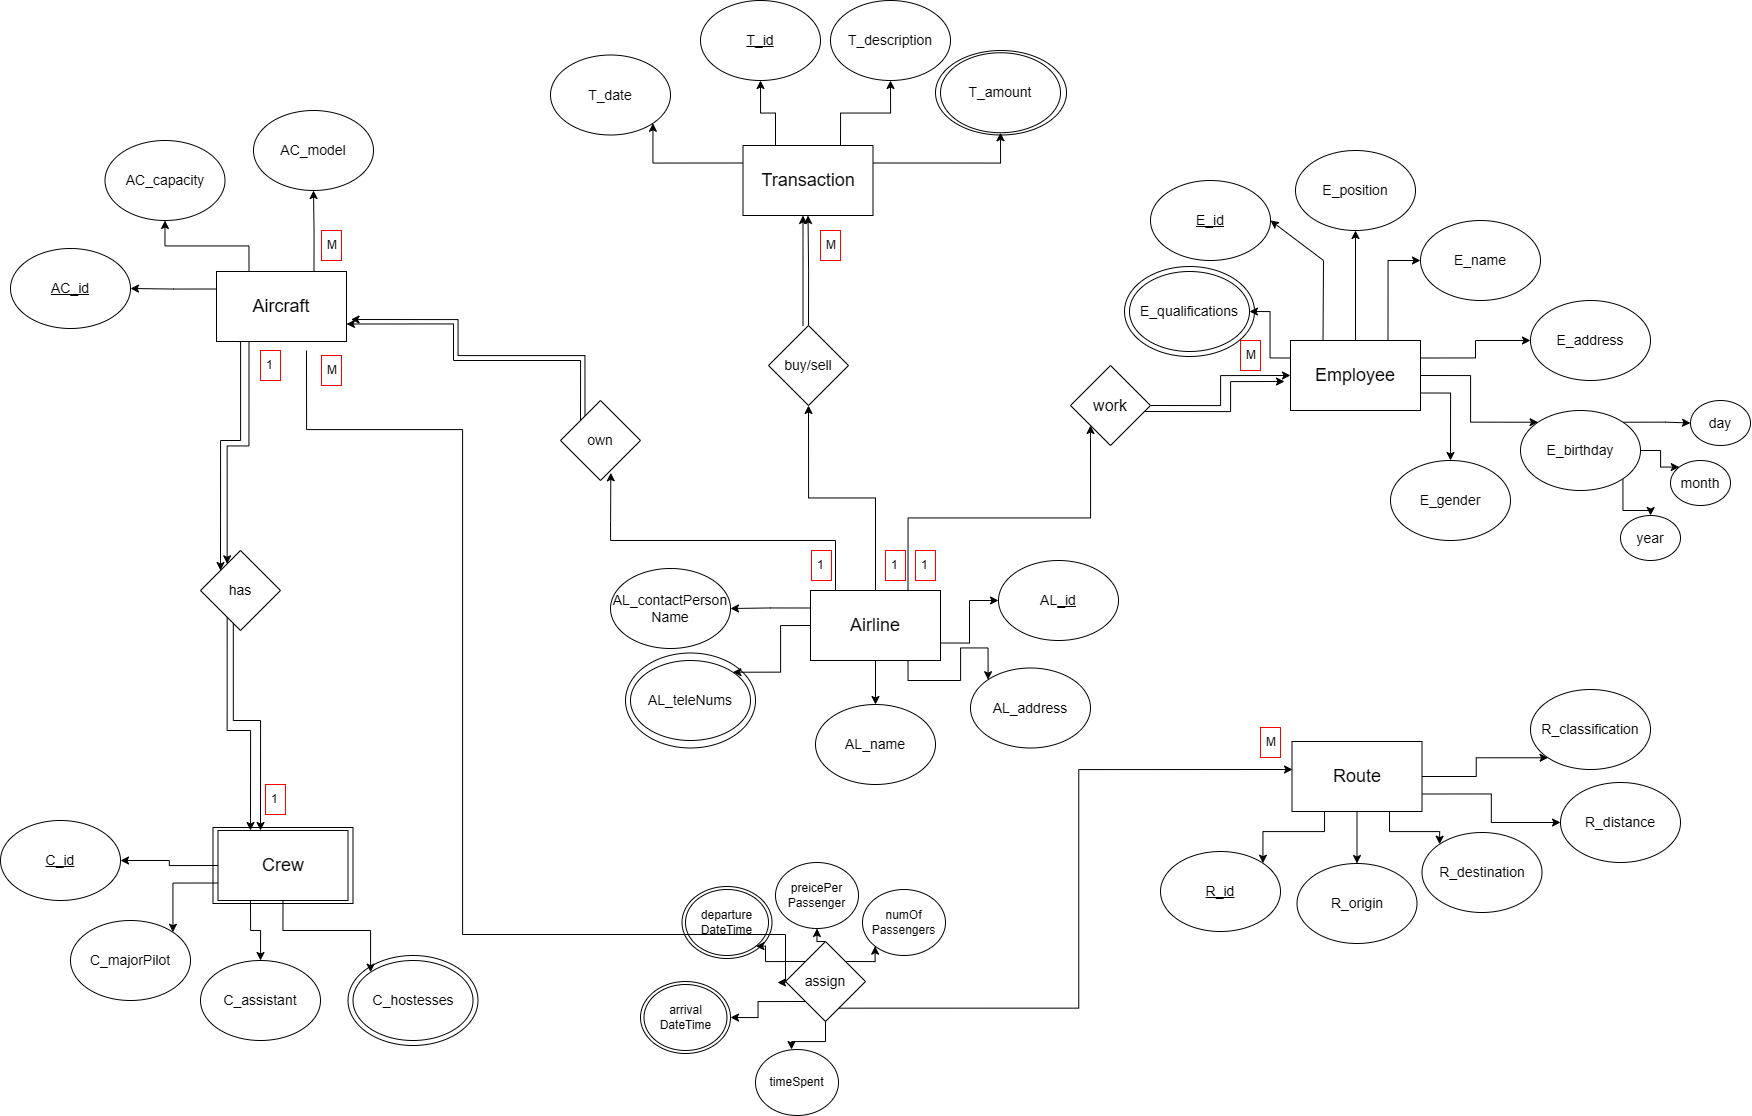 T_id
T_description
T_date
T_amount
Transaction
M
AC_model
AC_capacity
M
AC_id
Aircraft
1
M
E_position
E_id
E_name
E_qualifications
M
E_address
Employee
day
E_birthday
month
E_gender
year
buy/sell
work
own
1
1
1
has
AL_contactPerson
Name
Airline
AL_id
AL_teleNums
AL_address
AL_name
M
Route
R_classification
R_distance
R_destination
R_id
R_origin
1
Crew
C_id
C_majorPilot
C_assistant
C_hostesses
departure
DateTime
preicePer
Passenger
numOf
Passengers
assign
arrival
DateTime
timeSpent